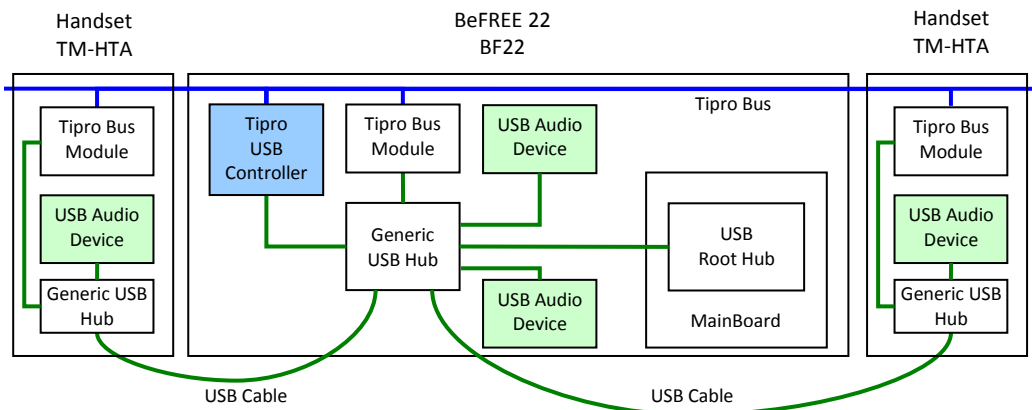 Handset
TM-HTA
BeFREE 22
BF22
Handset
TM-HTA
Tipro Bus
Tipro Bus
Module
USB Audio
Device
Generic USB
Hub
Tipro
USB
Controller
Tipro Bus
Module
USB Audio
Device
Generic
USB Hub
USB Audio
Device
USB
Root Hub
MainBoard
Tipro Bus
Module
USB Audio
Device
Generic USB
Hub
USB Cable
USB Cable